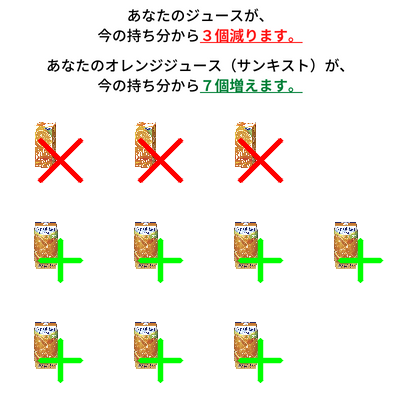 あなたのジュースが、
今の持ち分から３個減ります。
あなたのオレンジジュース（サンキスト）が、
今の持ち分から７個増えます。